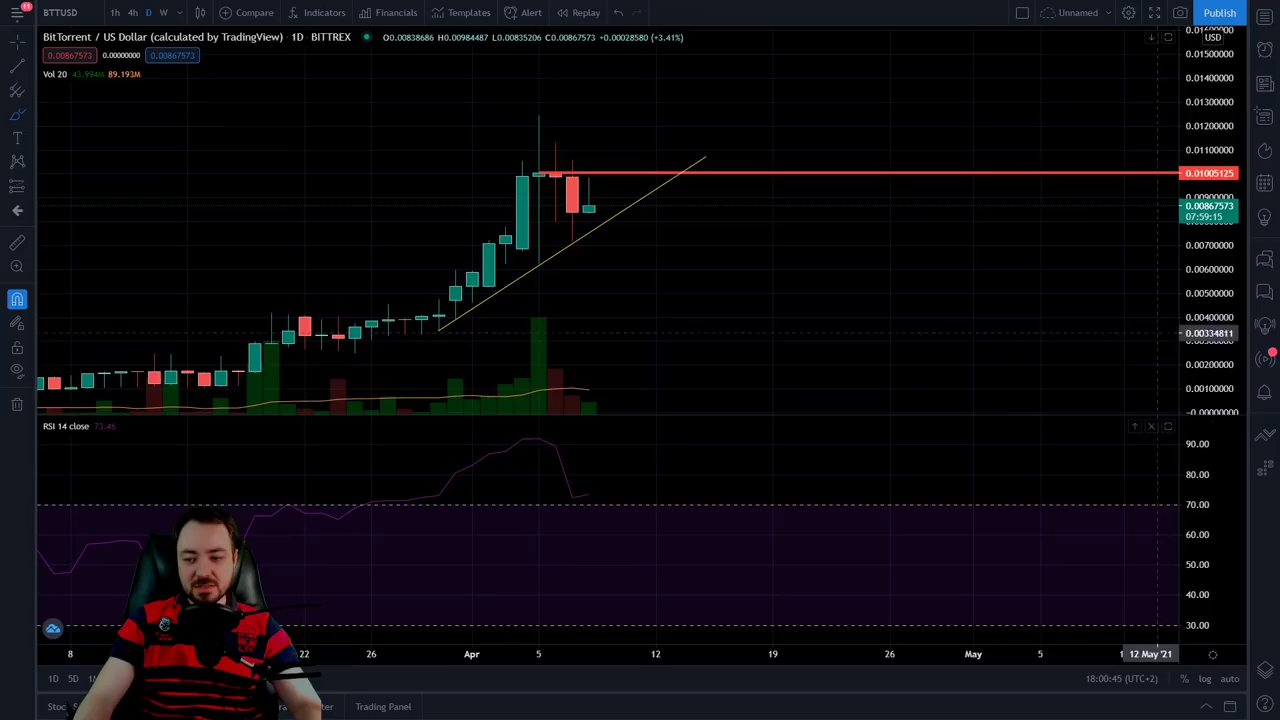 11
BTTUSD 1h 4h D W Compare Indicators Financials Templates Alert Replay Unnamed Publish
BitTorrent / US Dollar (calculated by TradingView) · 1D BITTREX O0.00838686 H0.00984487 L0.00835206 C0.00867573 +0.00028580 (+3.41%)
USD
0.00867573 0.00000000 0.00867573
Vol 20 43.994M 89.193M
0.01500000
0.01400000
0.01300000
0.01200000
0.01100000
0.01005125
0.00867573
07:59:15
0.00700000
0.00600000
0.00500000
0.00400000
0.00334811
0.00200000
0.00100000
-0.00000000
RSI 14 close 73.45
90.00
80.00
70.00
60.00
50.00
40.00
30.00
8 22 26 Apr 5 12 19 26 May 5 12 May '21
1D 5D 18:00:45 (UTC+2) % log auto
Trading Panel